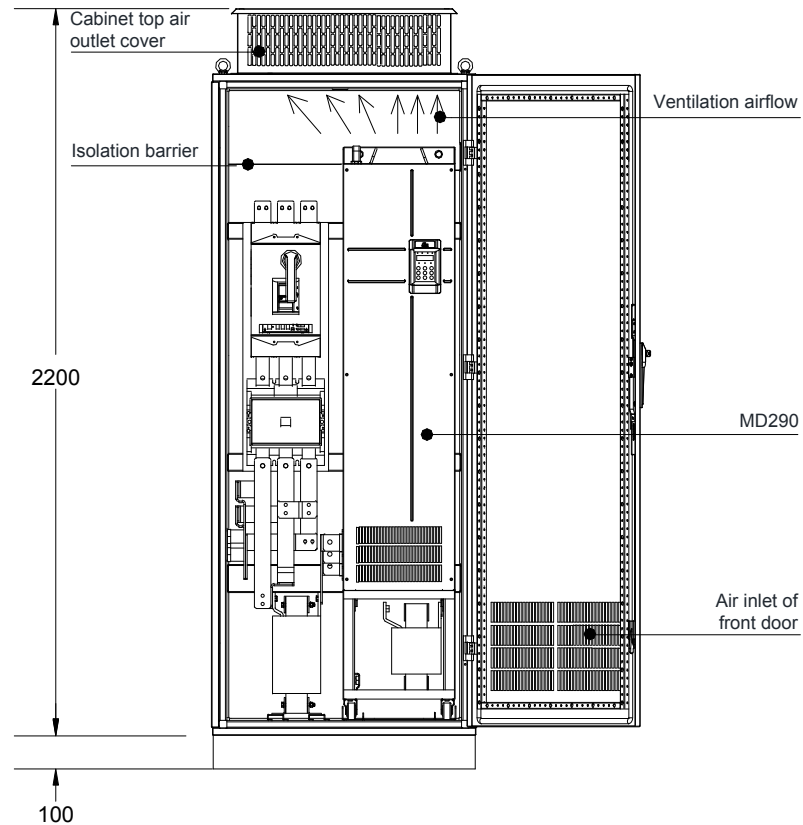 Cabinet top air
outlet cover
Ventilation airflow
Isolation barrier
2200
MD290
Air inlet of
front door
100